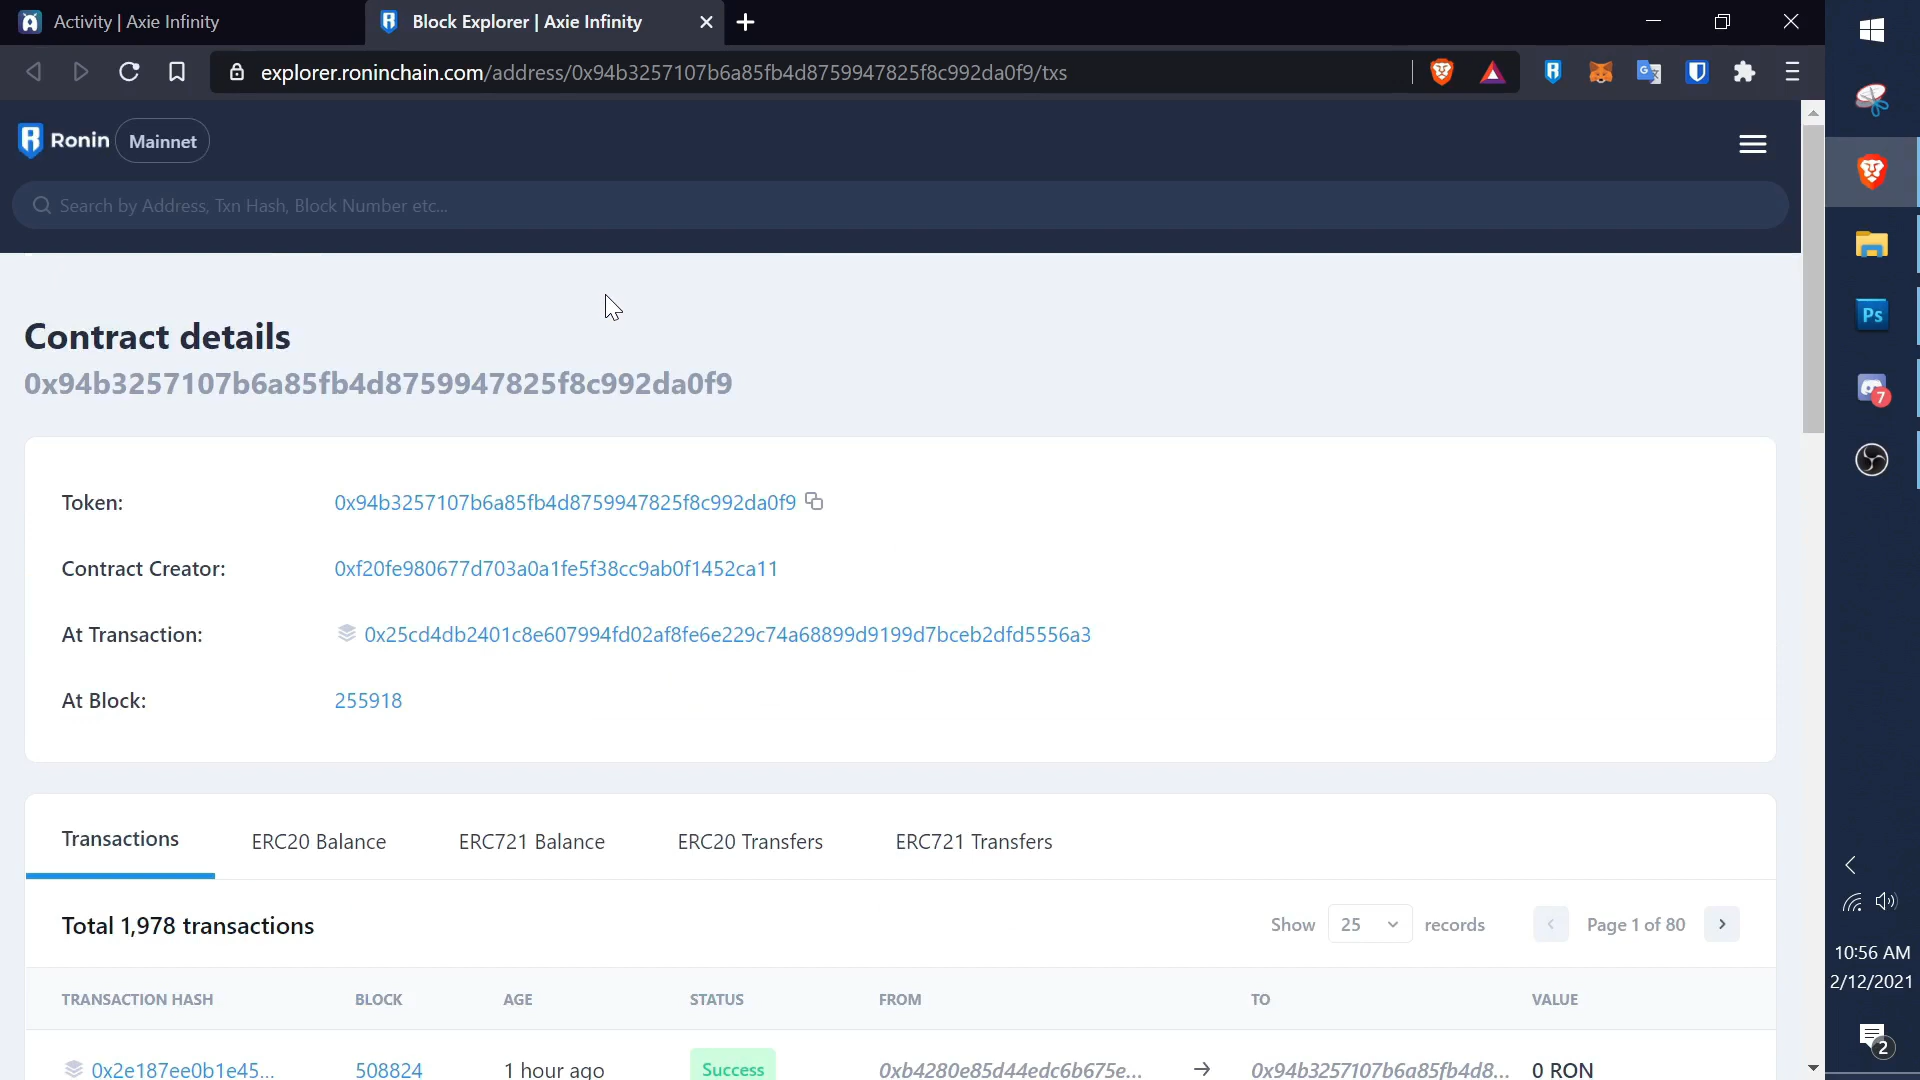 Activity | Axie Infinity
Block Explorer | Axie Infinity
explorer.roninchain.com/address/0x94b3257107b6a85fb4d8759947825f8c992da0f9/txs
Ronin Mainnet
Search by Address, Txn Hash, Block Number etc...
Contract details
0x94b3257107b6a85fb4d8759947825f8c992da0f9
Token: 0x94b3257107b6a85fb4d8759947825f8c992da0f9
Contract Creator: 0xf20fe980677d703a0a1fe5f38cc9ab0f1452ca11
At Transaction: 0x25cd4db2401c8e607994fd02af8fe6e229c74a68899d9199d7bceb2dfd5556a3
At Block: 255918
Transactions ERC20 Balance ERC721 Balance ERC20 Transfers ERC721 Transfers
Total 1,978 transactions Show 25 records Page 1 of 80
TRANSACTION HASH BLOCK AGE STATUS FROM TO VALUE
0x2e187ee0b1e45... 508824 1 hour ago Success 0xb4280e85d44edc6b675e... 0x94b3257107b6a85fb4d8... 0 RON
Ps
7
10:56 AM
2/12/2021
2